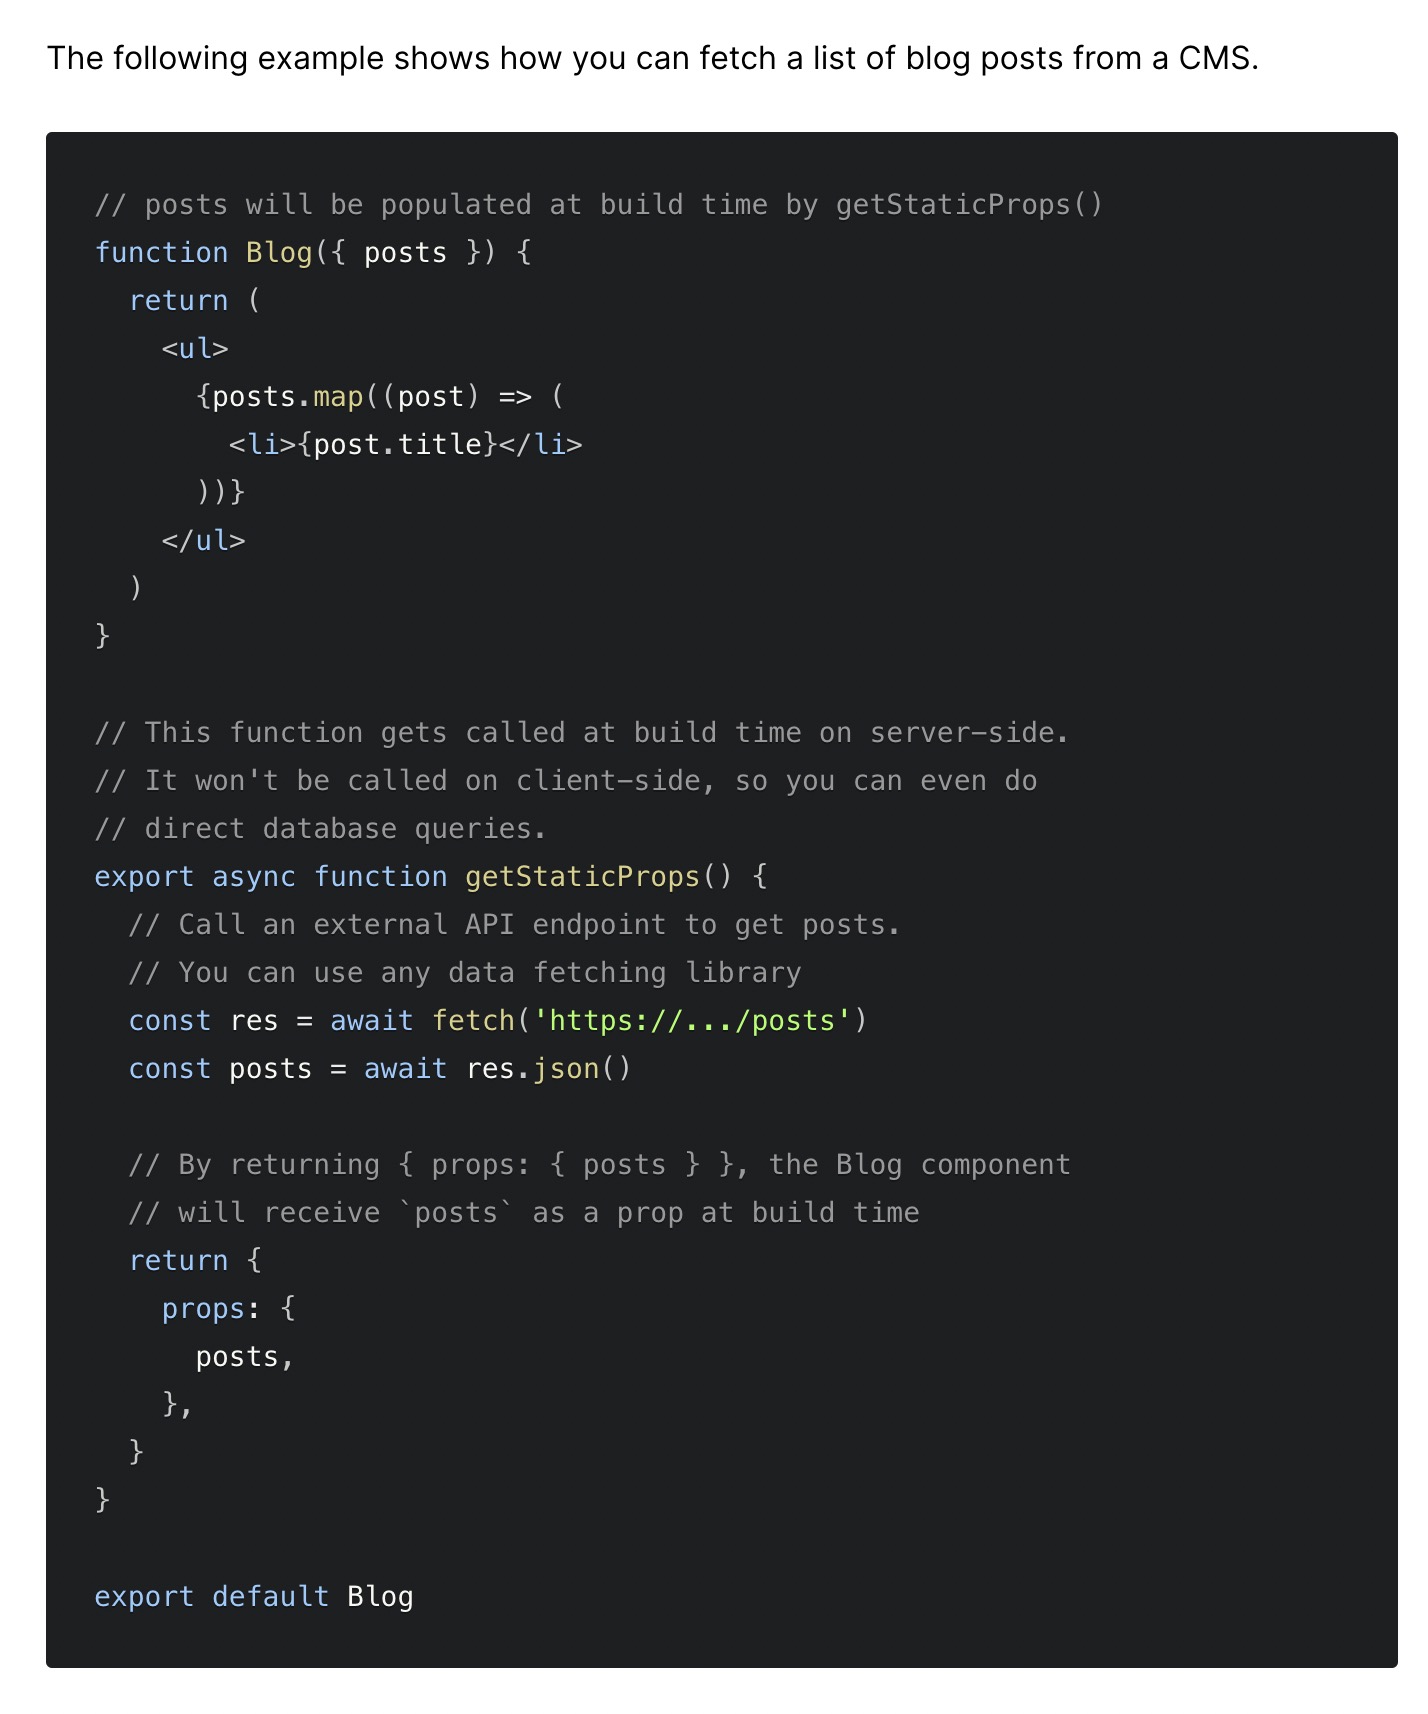 The following example shows how you can fetch a list of blog posts from a CMS.
// posts will be populated at build time by getStaticProps()
function Blog({ posts }) {
  return (
    <ul>
      {posts.map((post) => (
        <li>{post.title}</li>
      ))}
    </ul>
  )
}

// This function gets called at build time on server-side.
// It won't be called on client-side, so you can even do
// direct database queries.
export async function getStaticProps() {
  // Call an external API endpoint to get posts.
  // You can use any data fetching library
  const res = await fetch('https://.../posts')
  const posts = await res.json()

  // By returning { props: { posts } }, the Blog component
  // will receive `posts` as a prop at build time
  return {
    props: {
      posts,
    },
  }
}

export default Blog